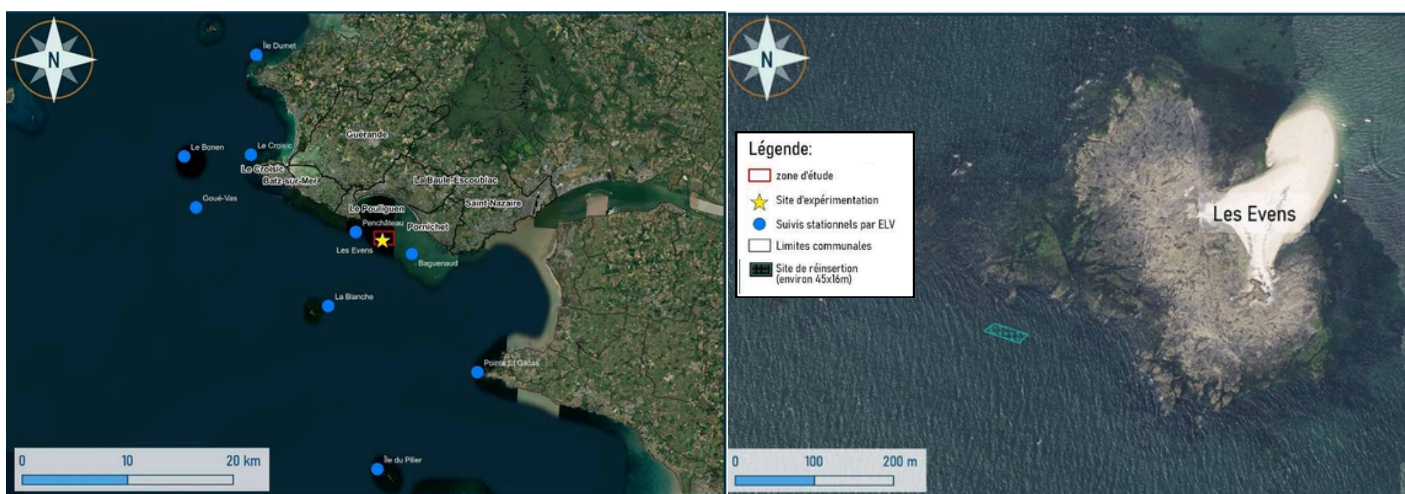 N
Île Dumet
Guérande
Le Bonen
Le Croisic
Le Croisic
Batz-sur-Mer
La Baule-Escoublac
Goué-Vas
Saint-Nazaire
Le Pouliguen
Penchâteau
Pornichet
Les Evens
Baguenaud
La Blanche
Pointe St Gildas
Île du Pilier
0 10 20 km
N
Légende:
zone d'étude
Site d'expérimentation
Suivis stationnels par ELV
Limites communales
Site de réinsertion
(environ 45x16m)
Les Evens
0 100 200 m